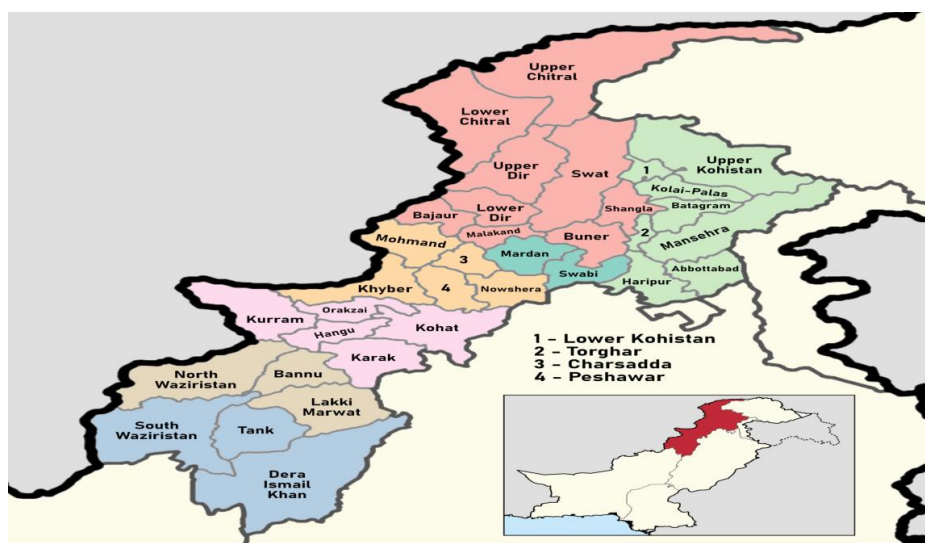 Upper
Chitral
Lower
Chitral
Upper
Dir
Swat
1
Upper
Kohistan
Kolai-Palas
Batagram
Shangla
Lower
Dir
Bajaur
Malakand
2
Mansehra
Buner
Mohmand
3
Mardan
Swabi
Abbottabad
Haripur
Khyber
4
Nowshera
Orakzai
Kurram
Hangu
Kohat
Karak
1 - Lower Kohistan
2 - Torghar
3 - Charsadda
4 - Peshawar
North
Waziristan
Bannu
Lakki
Marwat
South
Waziristan
Tank
Dera
Ismail
Khan